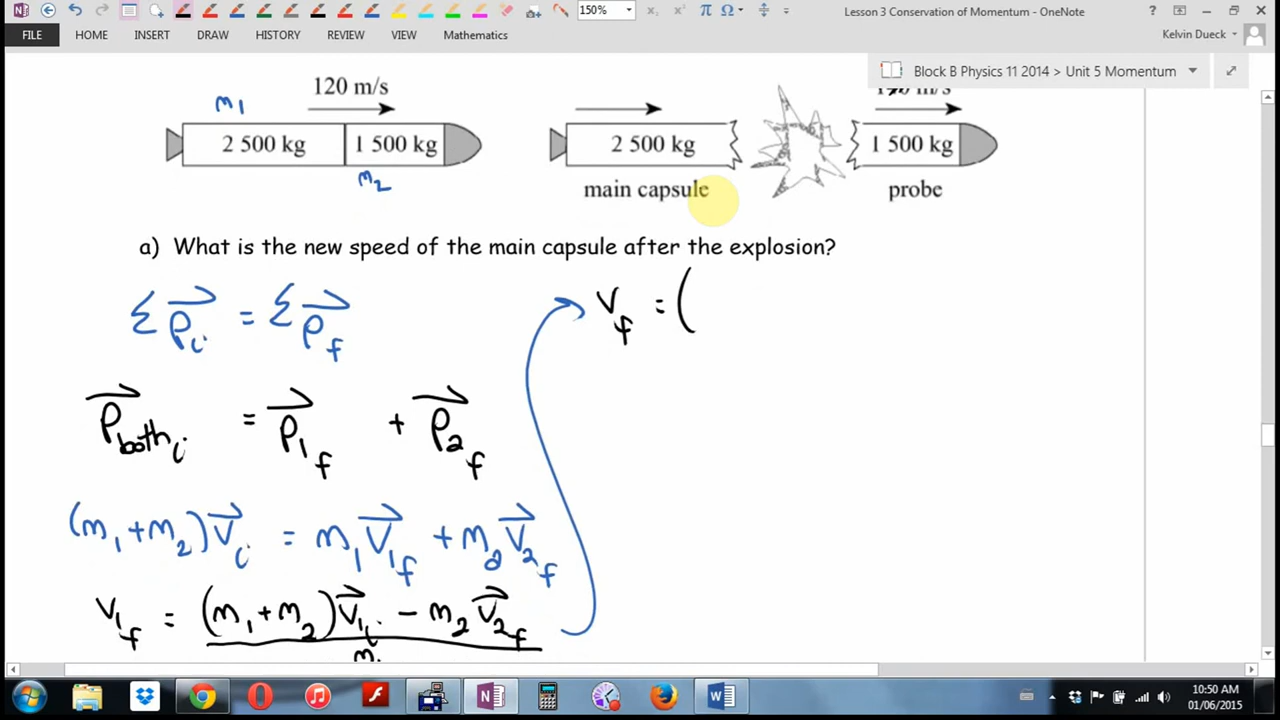 150%
Lesson 3 Conservation of Momentum - OneNote
FILE HOME INSERT DRAW HISTORY REVIEW VIEW Mathematics
Kelvin Dueck
Block B Physics 11 2014 > Unit 5 Momentum
120 m/s
m₁
2 500 kg 1 500 kg 2 500 kg 1 500 kg
m₂
main capsule probe
a) What is the new speed of the main capsule after the explosion?
Σp⃗i = Σp⃗f
vf = (
p⃗both i = p⃗1f + p⃗2f
(m₁+m₂)v⃗i = m₁v⃗1f + m₂v⃗2f
v1f = (m₁+m₂)v⃗1i - m₂v⃗2f
10:50 AM
01/06/2015